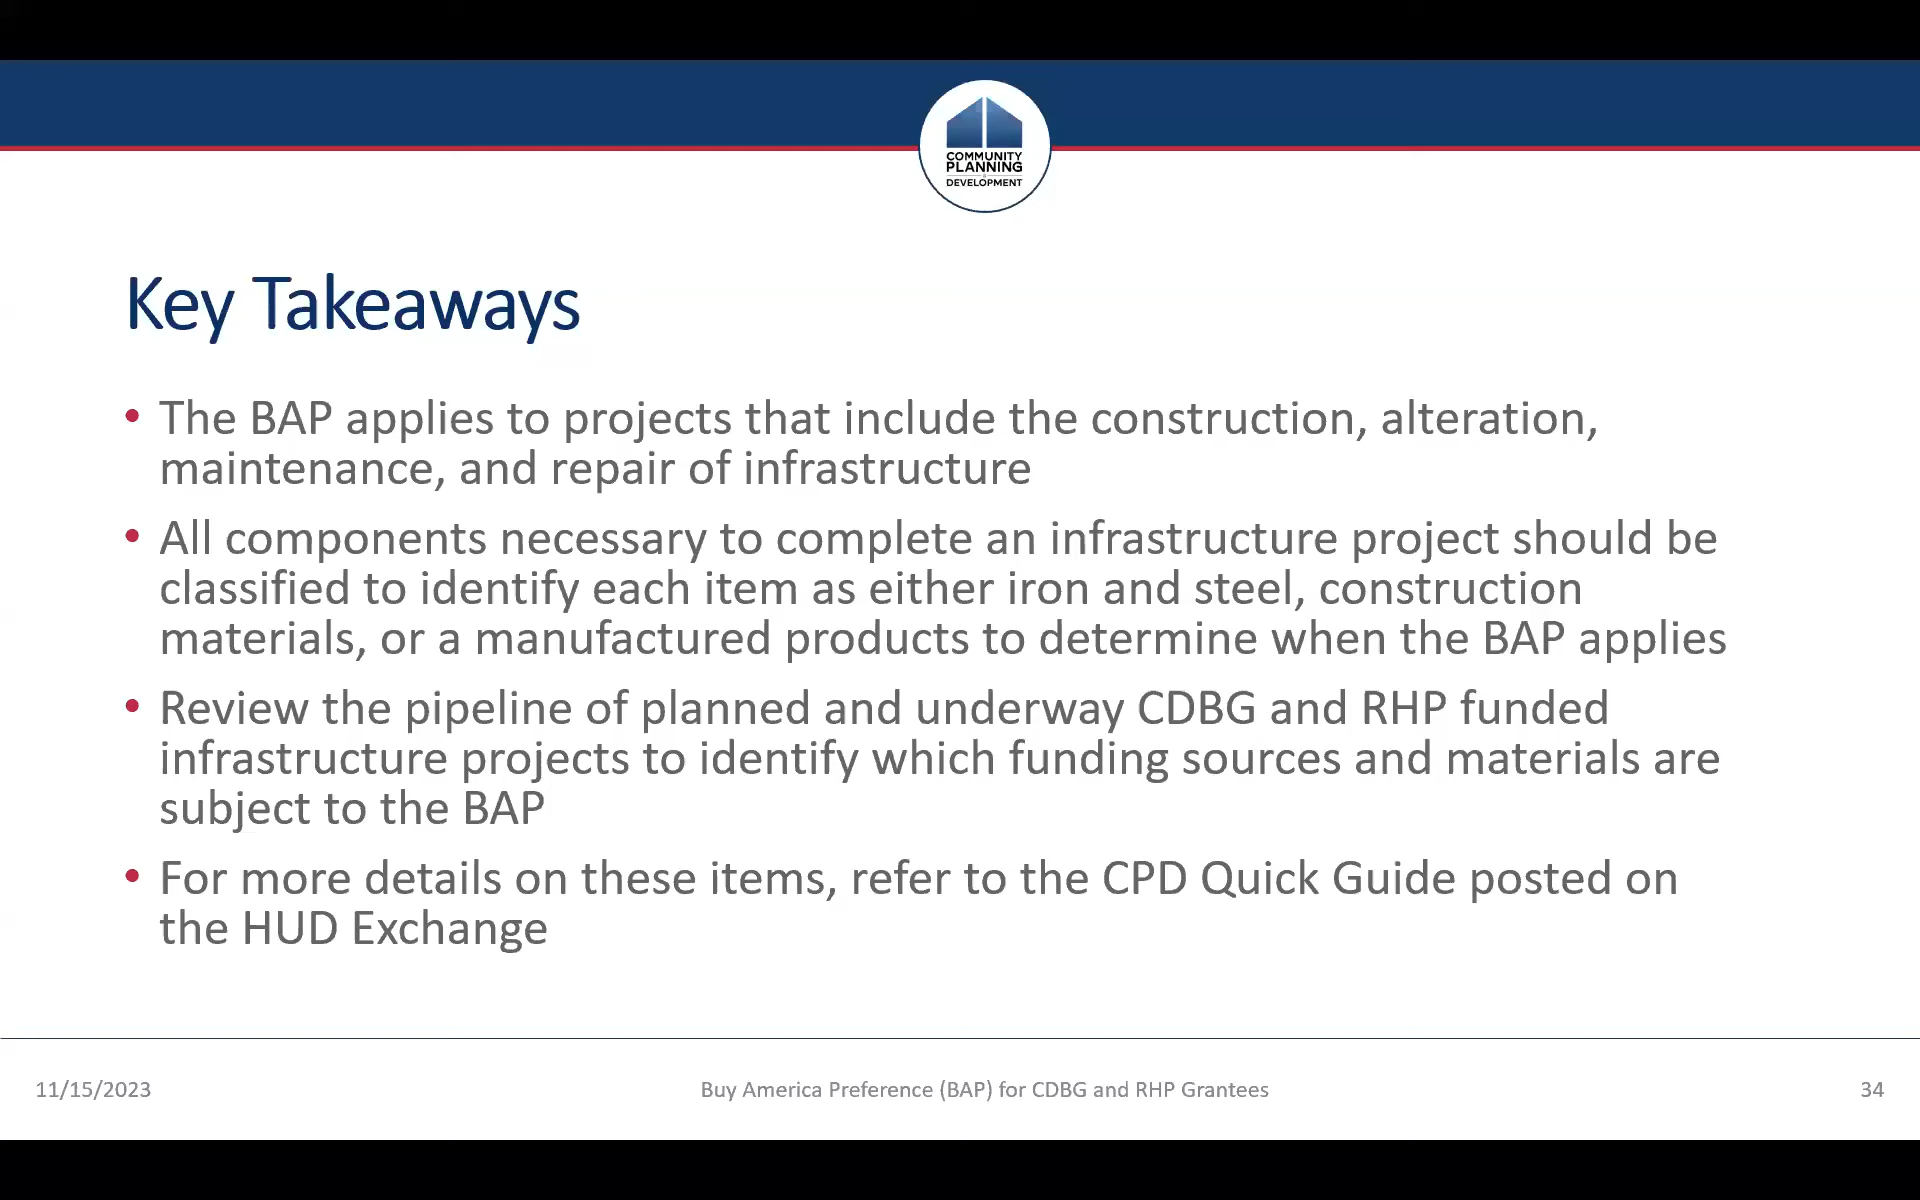 COMMUNITY
PLANNING
DEVELOPMENT
Key Takeaways
• The BAP applies to projects that include the construction, alteration,
maintenance, and repair of infrastructure
• All components necessary to complete an infrastructure project should be
classified to identify each item as either iron and steel, construction
materials, or a manufactured products to determine when the BAP applies
• Review the pipeline of planned and underway CDBG and RHP funded
infrastructure projects to identify which funding sources and materials are
subject to the BAP
• For more details on these items, refer to the CPD Quick Guide posted on
the HUD Exchange
11/15/2023
Buy America Preference (BAP) for CDBG and RHP Grantees
34